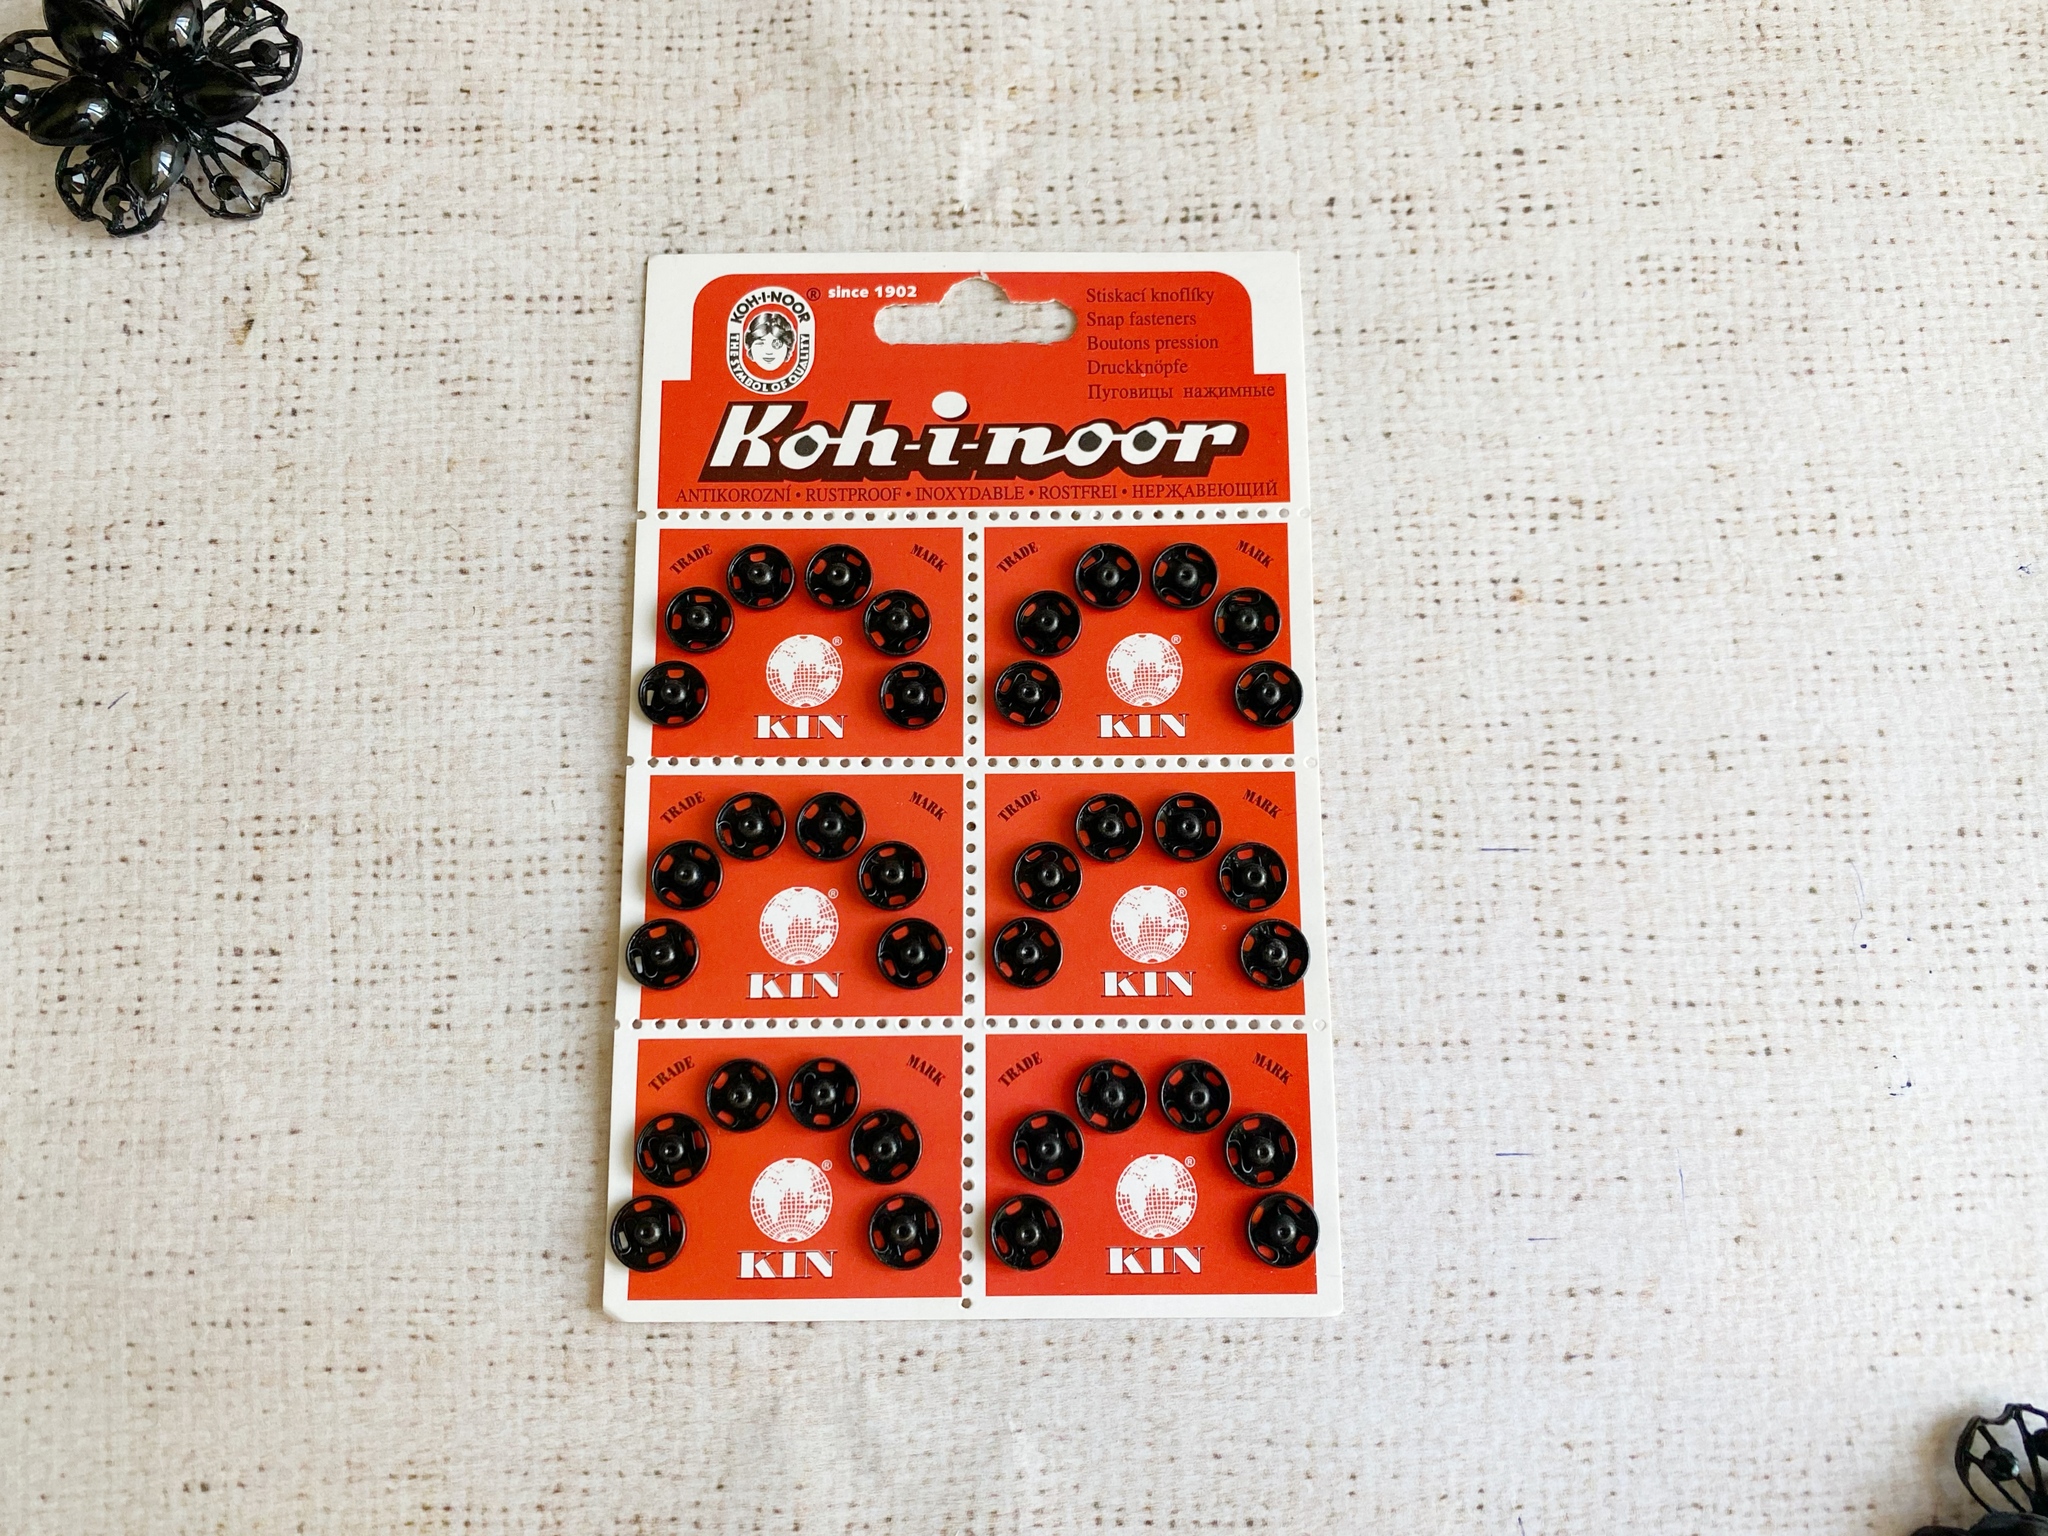 KOH-I-NOOR
THE SYMBOL OF QUALITY
® since 1902
Stiskací knoflíky
Snap fasteners
Boutons pression
Druckknöpfe
Пуговицы нажимные
Koh-i-noor
ANTIKOROZNÍ • RUSTPROOF • INOXYDABLE • ROSTFREI • НЕРЖАВЕЮЩИЙ
TRADE MARK
®
KIN
TRADE MARK
®
KIN
TRADE MARK
®
KIN
TRADE MARK
®
KIN
TRADE MARK
®
KIN
TRADE MARK
®
KIN